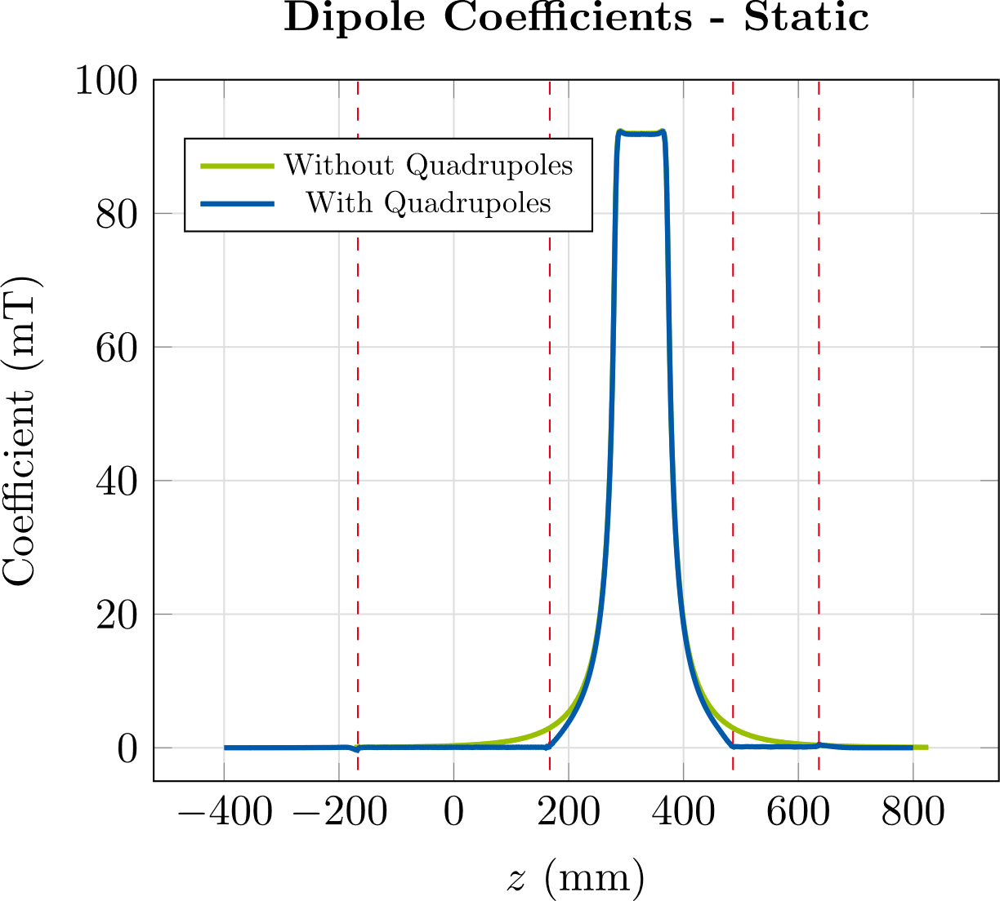 Dipole Coefficients - Static
100
80
60
40
20
0
Coefficient (mT)
Without Quadrupoles
With Quadrupoles
−400 −200 0 200 400 600 800
z (mm)